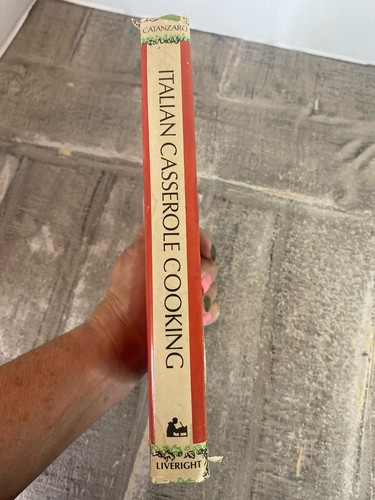 CATANZARO
ITALIAN CASSEROLE COOKING
LIVERIGHT